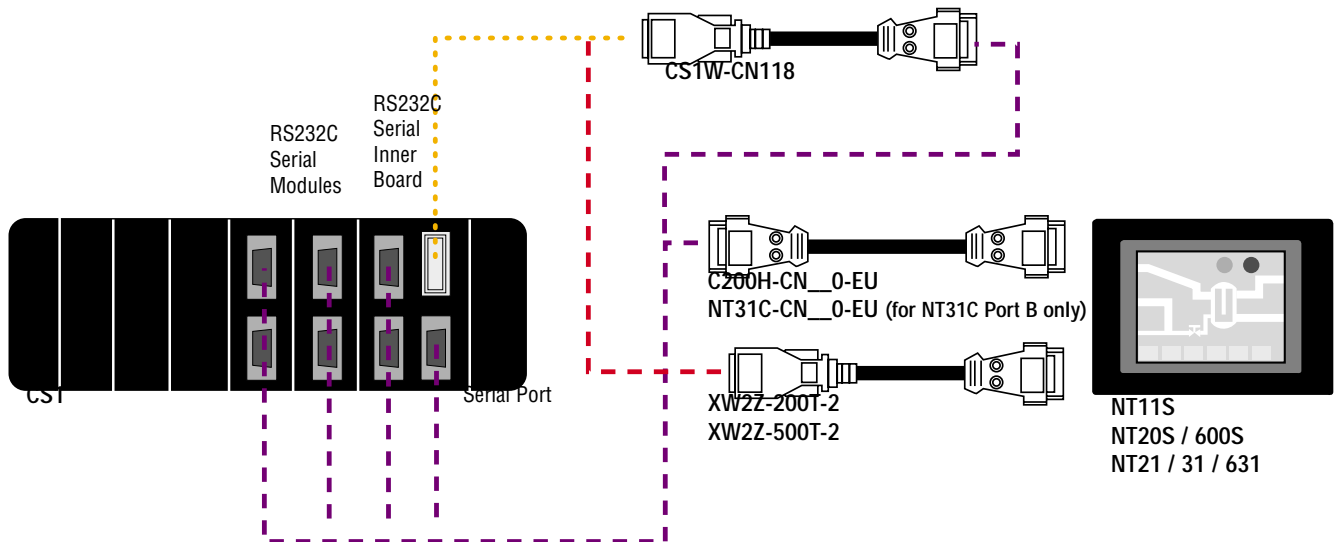 CS1W-CN118
RS232C
Serial
Inner
Board
RS232C
Serial
Modules
C200H-CN__0-EU
NT31C-CN__0-EU (for NT31C Port B only)
CS1
Serial Port
XW2Z-200T-2
XW2Z-500T-2
NT11S
NT20S / 600S
NT21 / 31 / 631